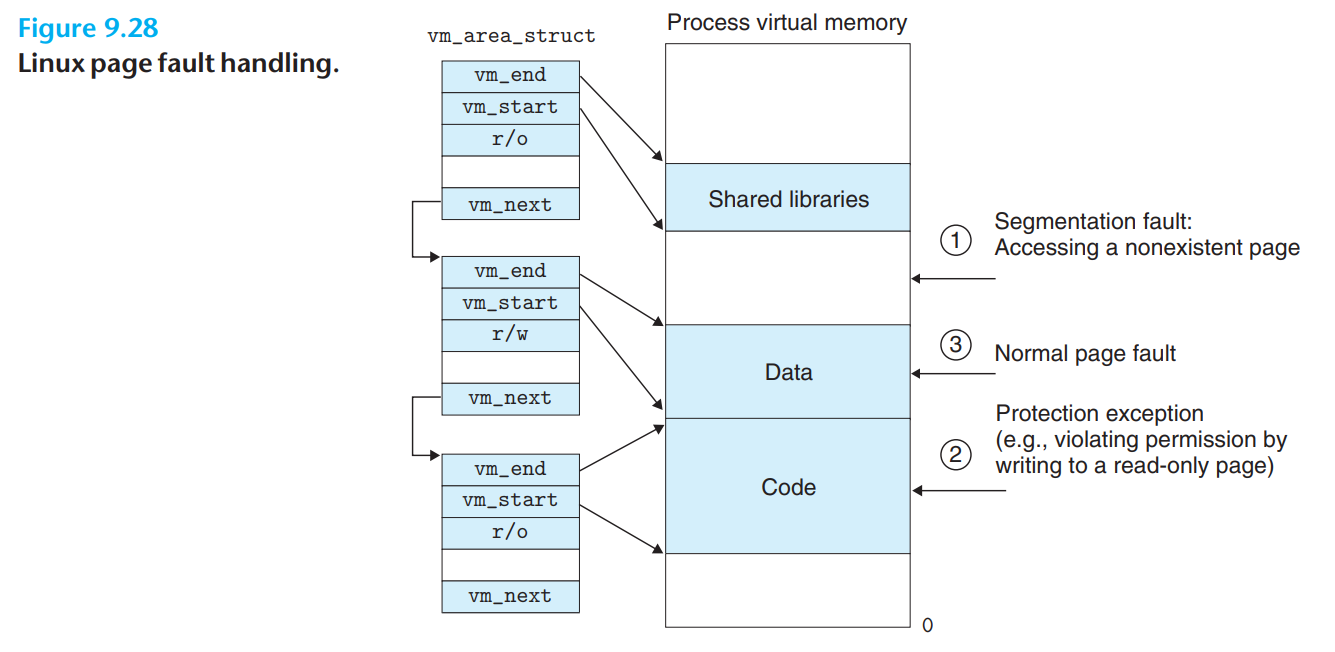 Figure 9.28
Linux page fault handling.
vm_area_struct
vm_end
vm_start
r/o
vm_next
vm_end
vm_start
r/w
vm_next
vm_end
vm_start
r/o
vm_next
Process virtual memory
Shared libraries
Data
Code
0
1
Segmentation fault:
Accessing a nonexistent page
3
Normal page fault
2
Protection exception
(e.g., violating permission by
writing to a read-only page)